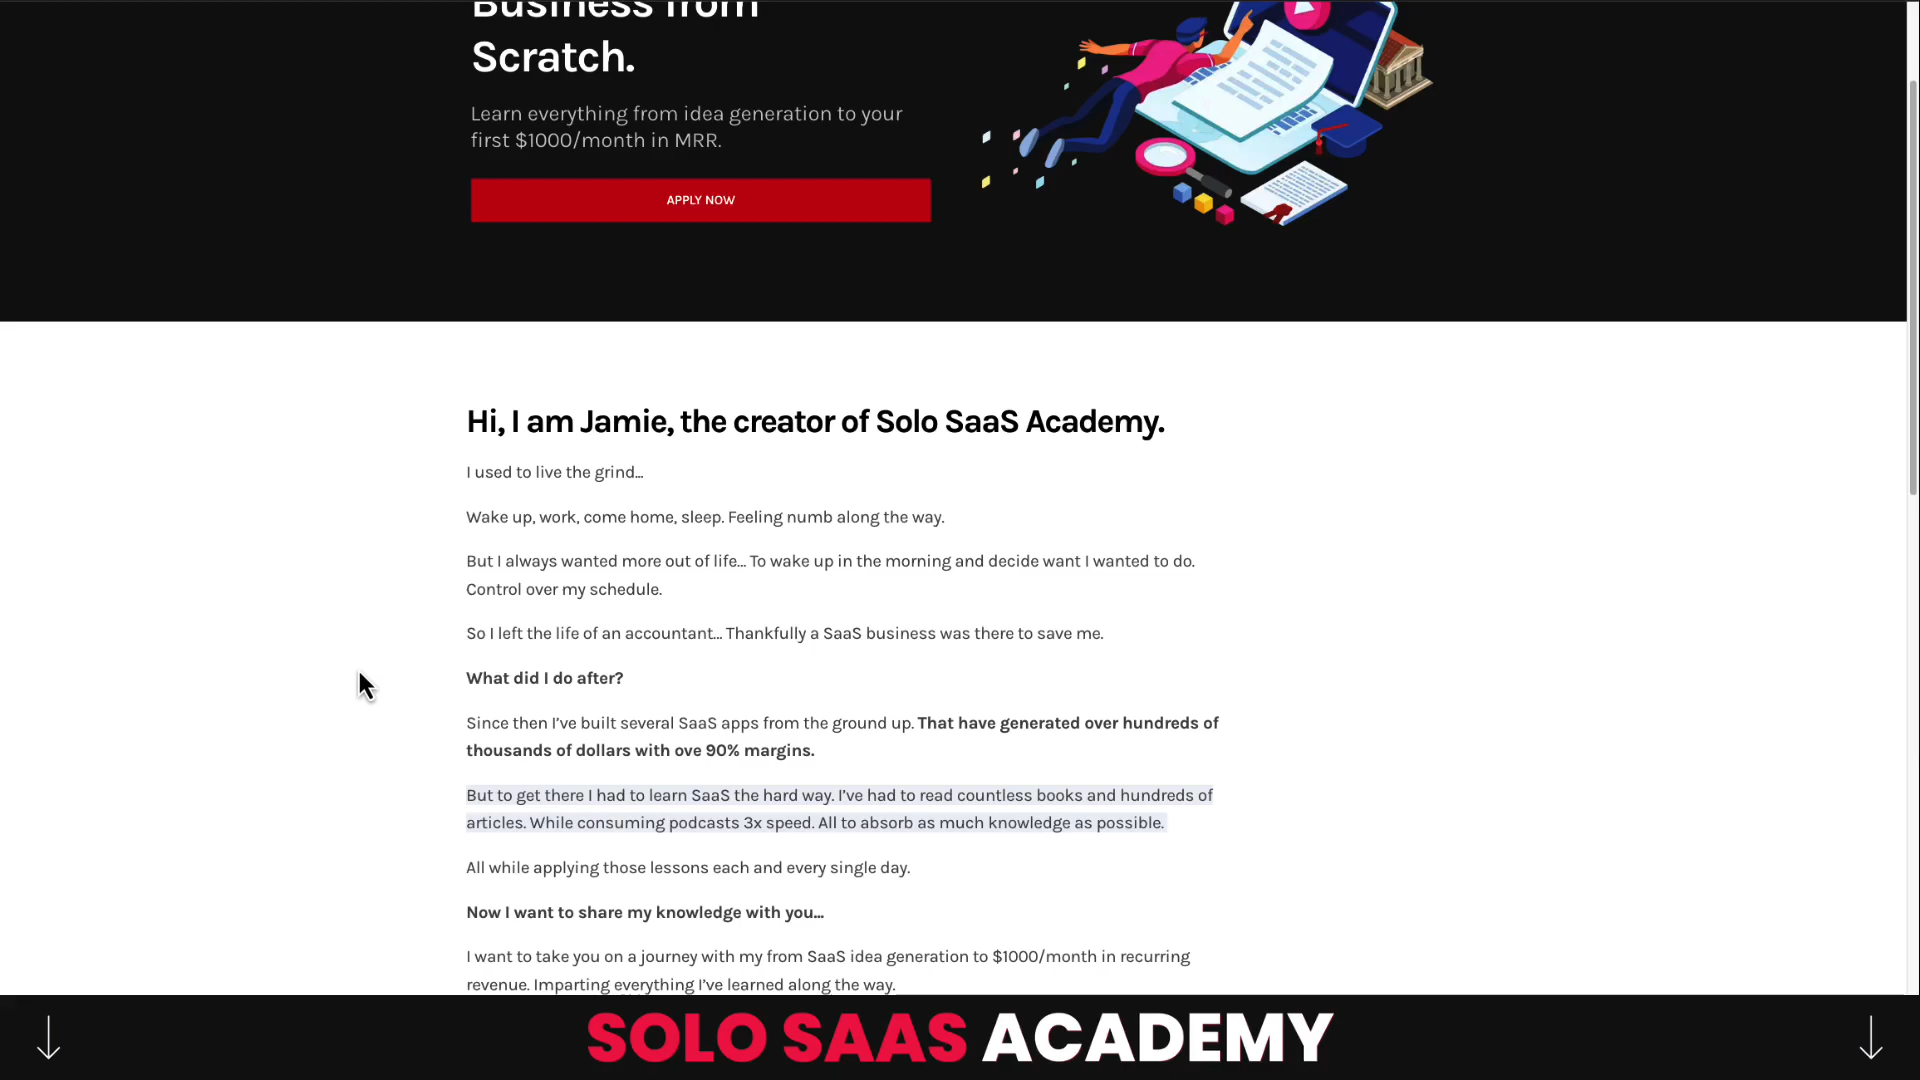 Business from
Scratch.
Learn everything from idea generation to your
first $1000/month in MRR.
APPLY NOW
Hi, I am Jamie, the creator of Solo SaaS Academy.
I used to live the grind...
Wake up, work, come home, sleep. Feeling numb along the way.
But I always wanted more out of life... To wake up in the morning and decide want I wanted to do.
Control over my schedule.
So I left the life of an accountant... Thankfully a SaaS business was there to save me.
What did I do after?
Since then I've built several SaaS apps from the ground up. That have generated over hundreds of
thousands of dollars with ove 90% margins.
But to get there I had to learn SaaS the hard way. I've had to read countless books and hundreds of
articles. While consuming podcasts 3x speed. All to absorb as much knowledge as possible.
All while applying those lessons each and every single day.
Now I want to share my knowledge with you...
I want to take you on a journey with my from SaaS idea generation to $1000/month in recurring
revenue. Imparting everything I've learned along the way.
SOLO SAAS ACADEMY